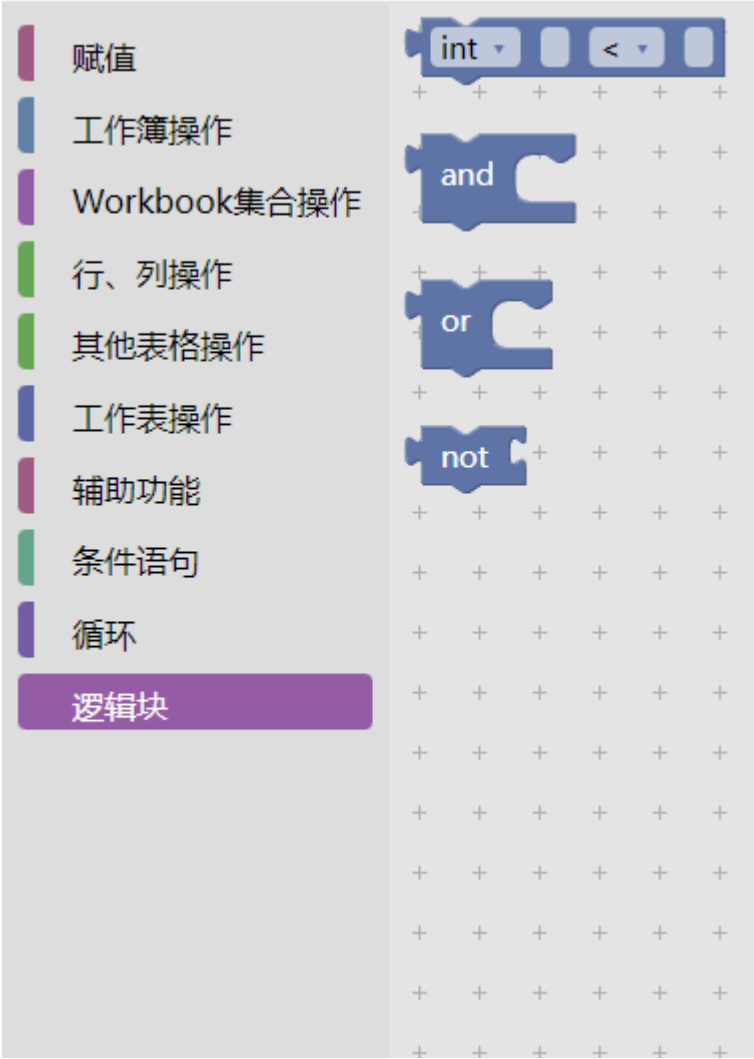 赋值
工作簿操作
Workbook集合操作
行、列操作
其他表格操作
工作表操作
辅助功能
条件语句
循环
逻辑块
int <
and
or
not